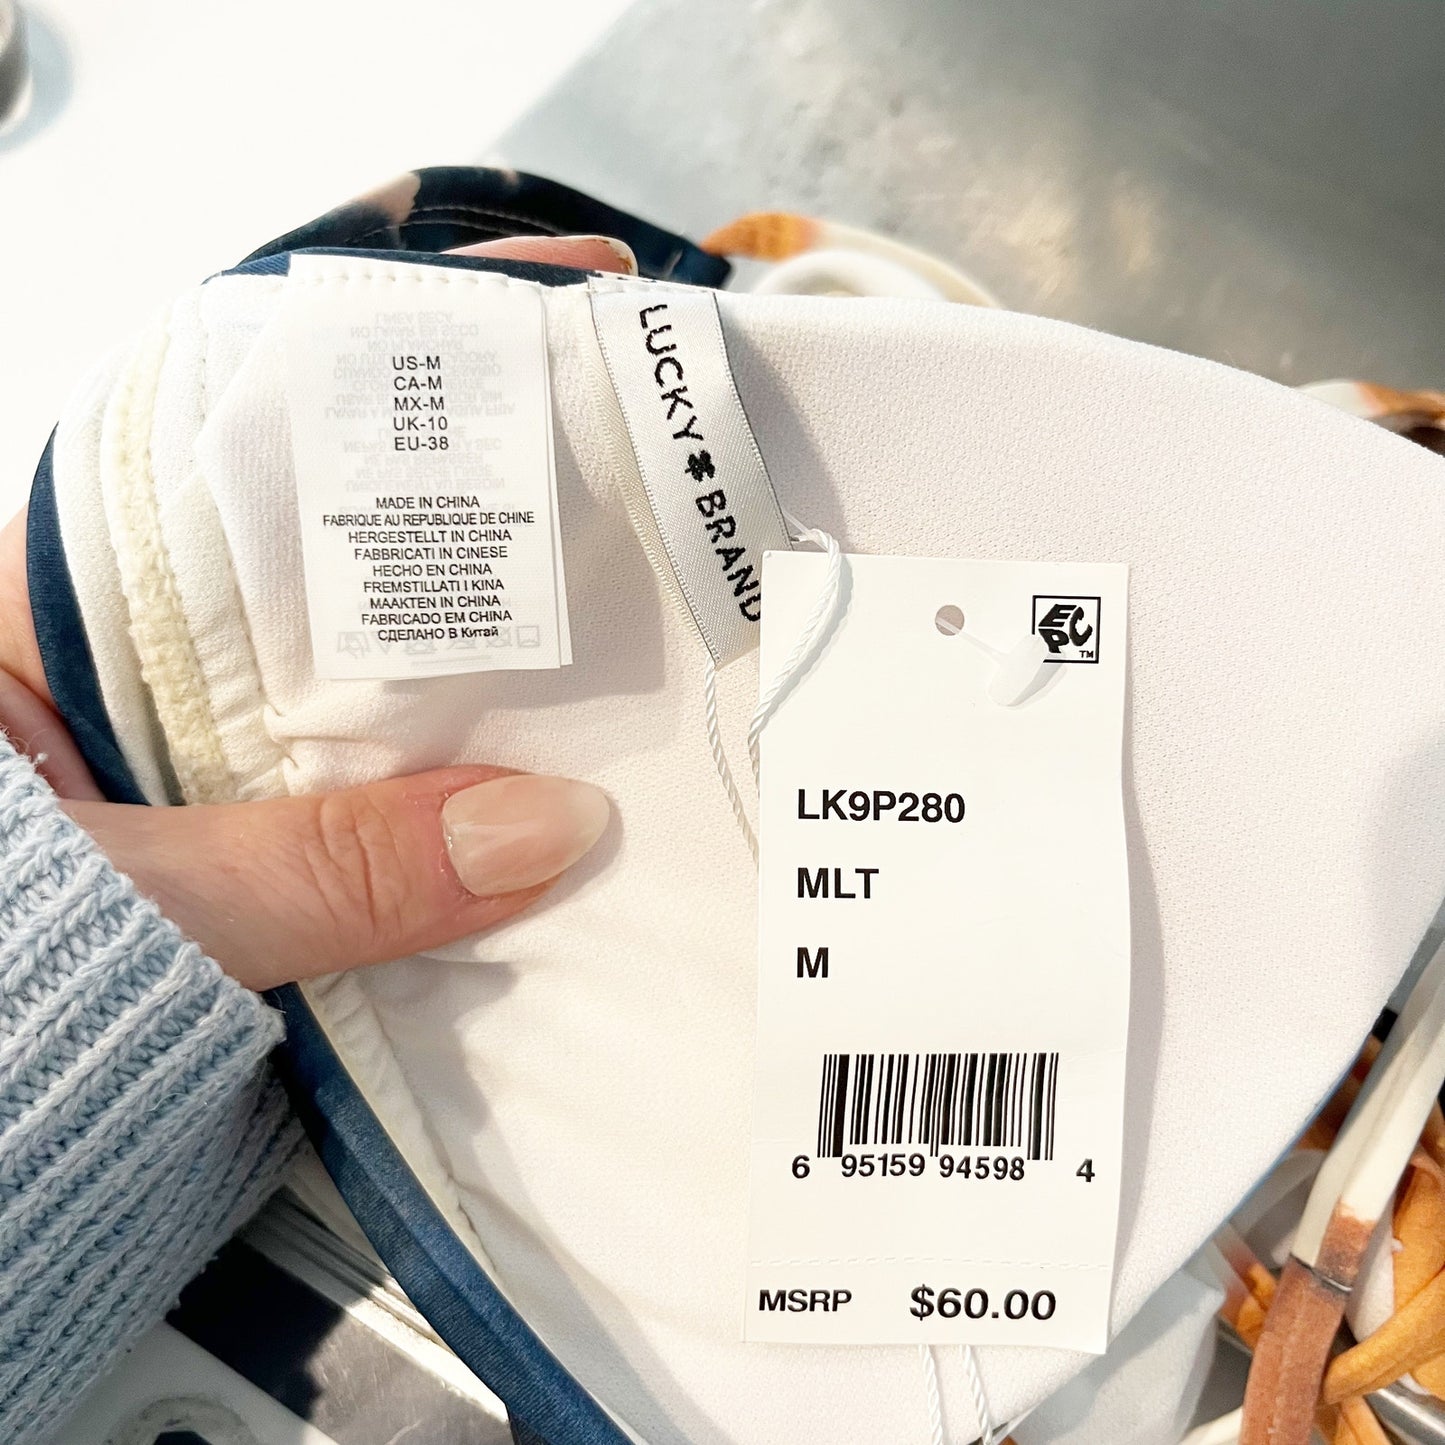 US-M
CA-M
MX-M
UK-10
EU-38
MADE IN CHINA
FABRIQUE AU REPUBLIQUE DE CHINE
HERGESTELLT IN CHINA
FABBRICATI IN CINESE
HECHO EN CHINA
FREMSTILLATI I KINA
MAAKTEN IN CHINA
FABRICADO EM CHINA
СДЕЛАНО В Китай
LUCKY BRAND
EPC
TM
LK9P280
MLT
M
6 95159 94598 4
MSRP $60.00